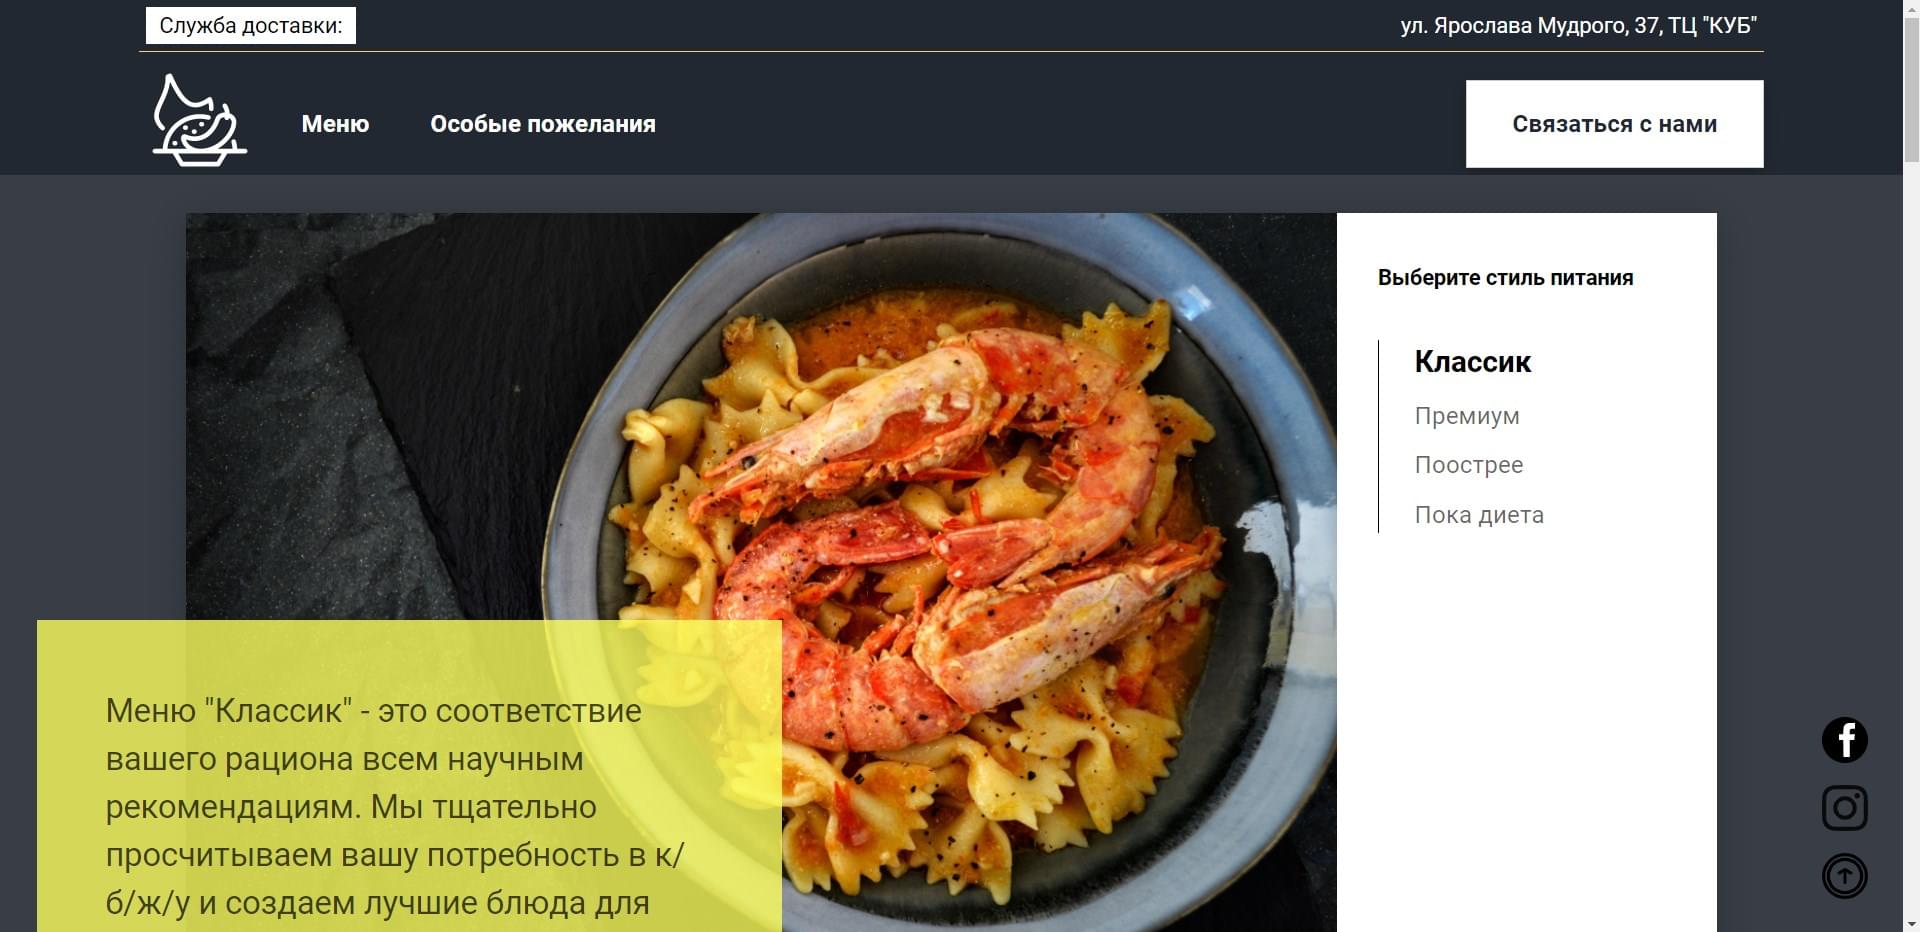 Служба доставки:
ул. Ярослава Мудрого, 37, ТЦ "КУБ"
Меню
Особые пожелания
Связаться с нами
Выберите стиль питания
Классик
Премиум
Поострее
Пока диета
Меню "Классик" - это соответствие
вашего рациона всем научным
рекомендациям. Мы тщательно
просчитываем вашу потребность в к/
б/ж/у и создаем лучшие блюда для